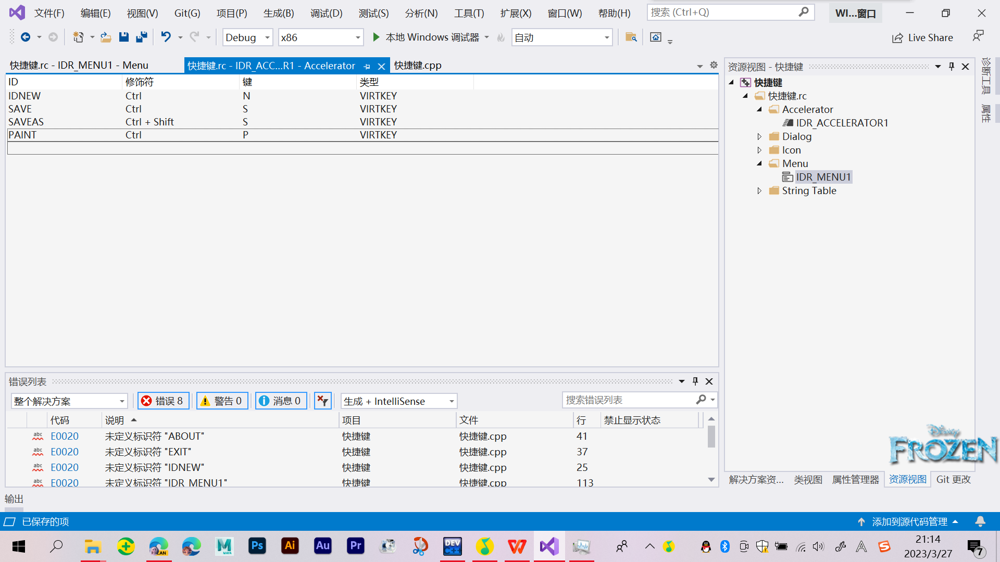 文件(F) 编辑(E) 视图(V) Git(G) 项目(P) 生成(B) 调试(D) 测试(S) 分析(N) 工具(T) 扩展(X) 窗口(W) 帮助(H) 搜索 (Ctrl+Q) WI...窗口
Debug x86 本地 Windows 调试器 自动 Live Share
快捷键.rc - IDR_MENU1 - Menu 快捷键.rc - IDR_ACC...R1 - Accelerator 快捷键.cpp
ID 修饰符 键 类型
IDNEW Ctrl N VIRTKEY
SAVE Ctrl S VIRTKEY
SAVEAS Ctrl + Shift S VIRTKEY
PAINT Ctrl P VIRTKEY
资源视图 - 快捷键
快捷键
快捷键.rc
Accelerator
IDR_ACCELERATOR1
Dialog
Icon
Menu
IDR_MENU1
String Table
诊断工具
属性
错误列表
整个解决方案 错误 8 警告 0 消息 0 生成 + IntelliSense 搜索错误列表
代码 说明 项目 文件 行 禁止显示状态
abc E0020 未定义标识符 "ABOUT" 快捷键 快捷键.cpp 41
abc E0020 未定义标识符 "EXIT" 快捷键 快捷键.cpp 37
abc E0020 未定义标识符 "IDNEW" 快捷键 快捷键.cpp 25
abc E0020 未定义标识符 "IDR_MENU1" 快捷键 快捷键.cpp 113
Disney
FROZEN
解决方案资... 类视图 属性管理器 资源视图 Git 更改
输出
已保存的项 添加到源代码管理
LAN M MAYA Ps Ai Au Pr DEV C++ W A S 21:14
2023/3/27 7